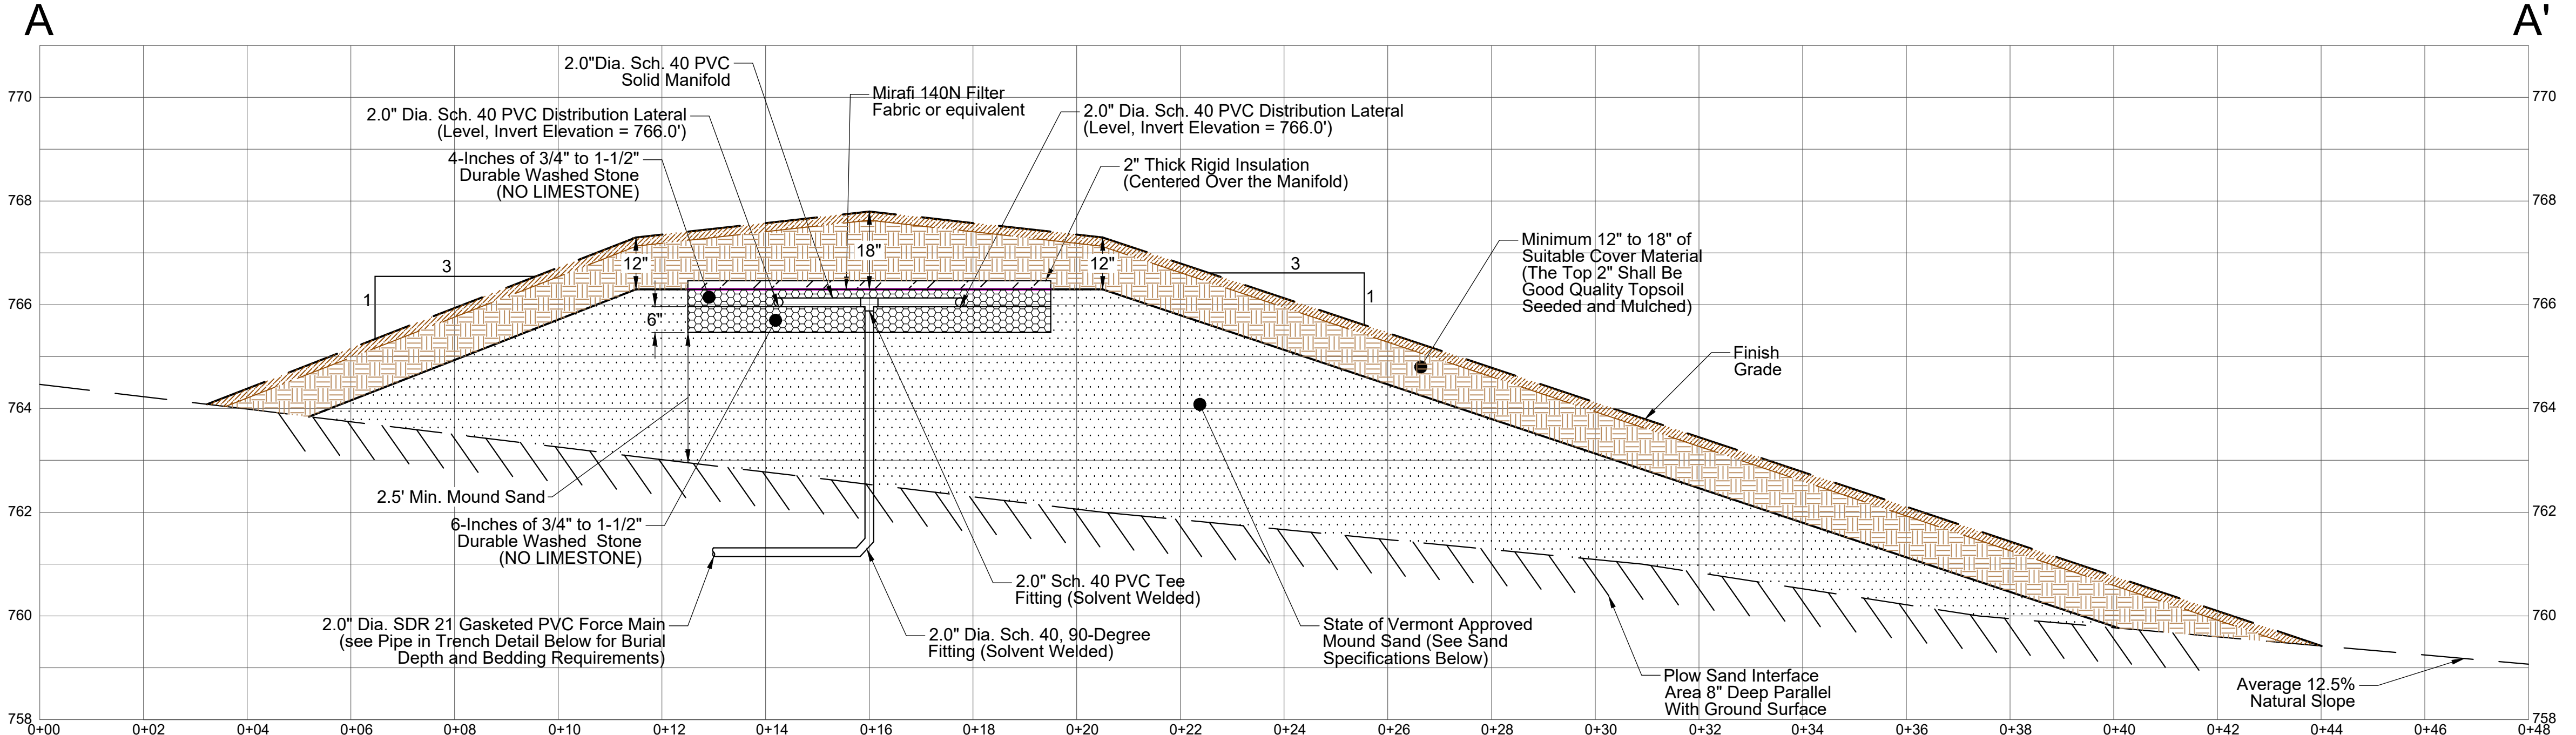 A
A'
2.0"Dia. Sch. 40 PVC
Solid Manifold
Mirafi 140N Filter
Fabric or equivalent
2.0" Dia. Sch. 40 PVC Distribution Lateral
(Level, Invert Elevation = 766.0')
2.0" Dia. Sch. 40 PVC Distribution Lateral
(Level, Invert Elevation = 766.0')
4-Inches of 3/4" to 1-1/2"
Durable Washed Stone
(NO LIMESTONE)
2" Thick Rigid Insulation
(Centered Over the Manifold)
Minimum 12" to 18" of
Suitable Cover Material
(The Top 2" Shall Be
Good Quality Topsoil
Seeded and Mulched)
770
770
768
768
766
766
764
764
762
762
760
760
758
758
3
1
12"
18"
12"
3
1
6"
Finish
Grade
2.5' Min. Mound Sand
6-Inches of 3/4" to 1-1/2"
Durable Washed Stone
(NO LIMESTONE)
2.0" Sch. 40 PVC Tee
Fitting (Solvent Welded)
2.0" Dia. SDR 21 Gasketed PVC Force Main
(see Pipe in Trench Detail Below for Burial
Depth and Bedding Requirements)
2.0" Dia. Sch. 40, 90-Degree
Fitting (Solvent Welded)
State of Vermont Approved
Mound Sand (See Sand
Specifications Below)
Plow Sand Interface
Area 8" Deep Parallel
With Ground Surface
Average 12.5%
Natural Slope
0+00 0+02 0+04 0+06 0+08 0+10 0+12 0+14 0+16 0+18 0+20 0+22 0+24 0+26 0+28 0+30 0+32 0+34 0+36 0+38 0+40 0+42 0+44 0+46 0+48